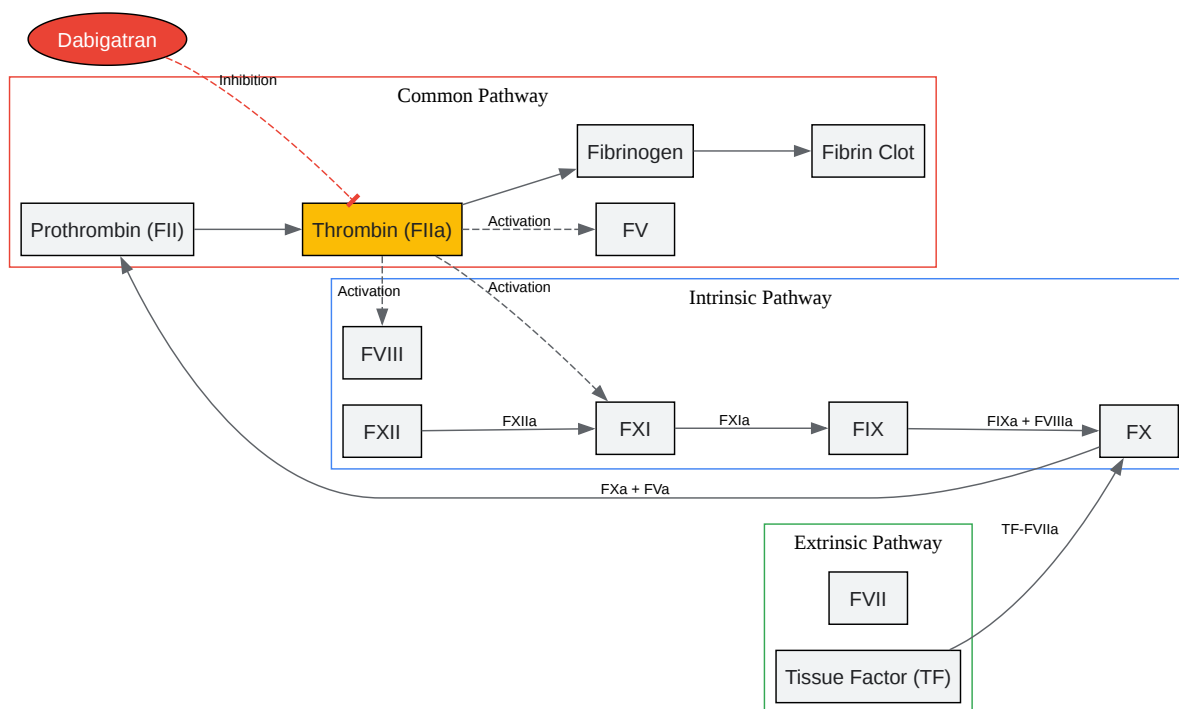 Dabigatran
Inhibition
Common Pathway
Fibrinogen
Fibrin Clot
Prothrombin (FII)
Thrombin (FIIa)
Activation
FV
Activation
Activation
Intrinsic Pathway
FVIII
FXII
FXIIa
FXI
FXIa
FIX
FIXa + FVIIIa
FX
FXa + FVa
TF-FVIIa
Extrinsic Pathway
FVII
Tissue Factor (TF)